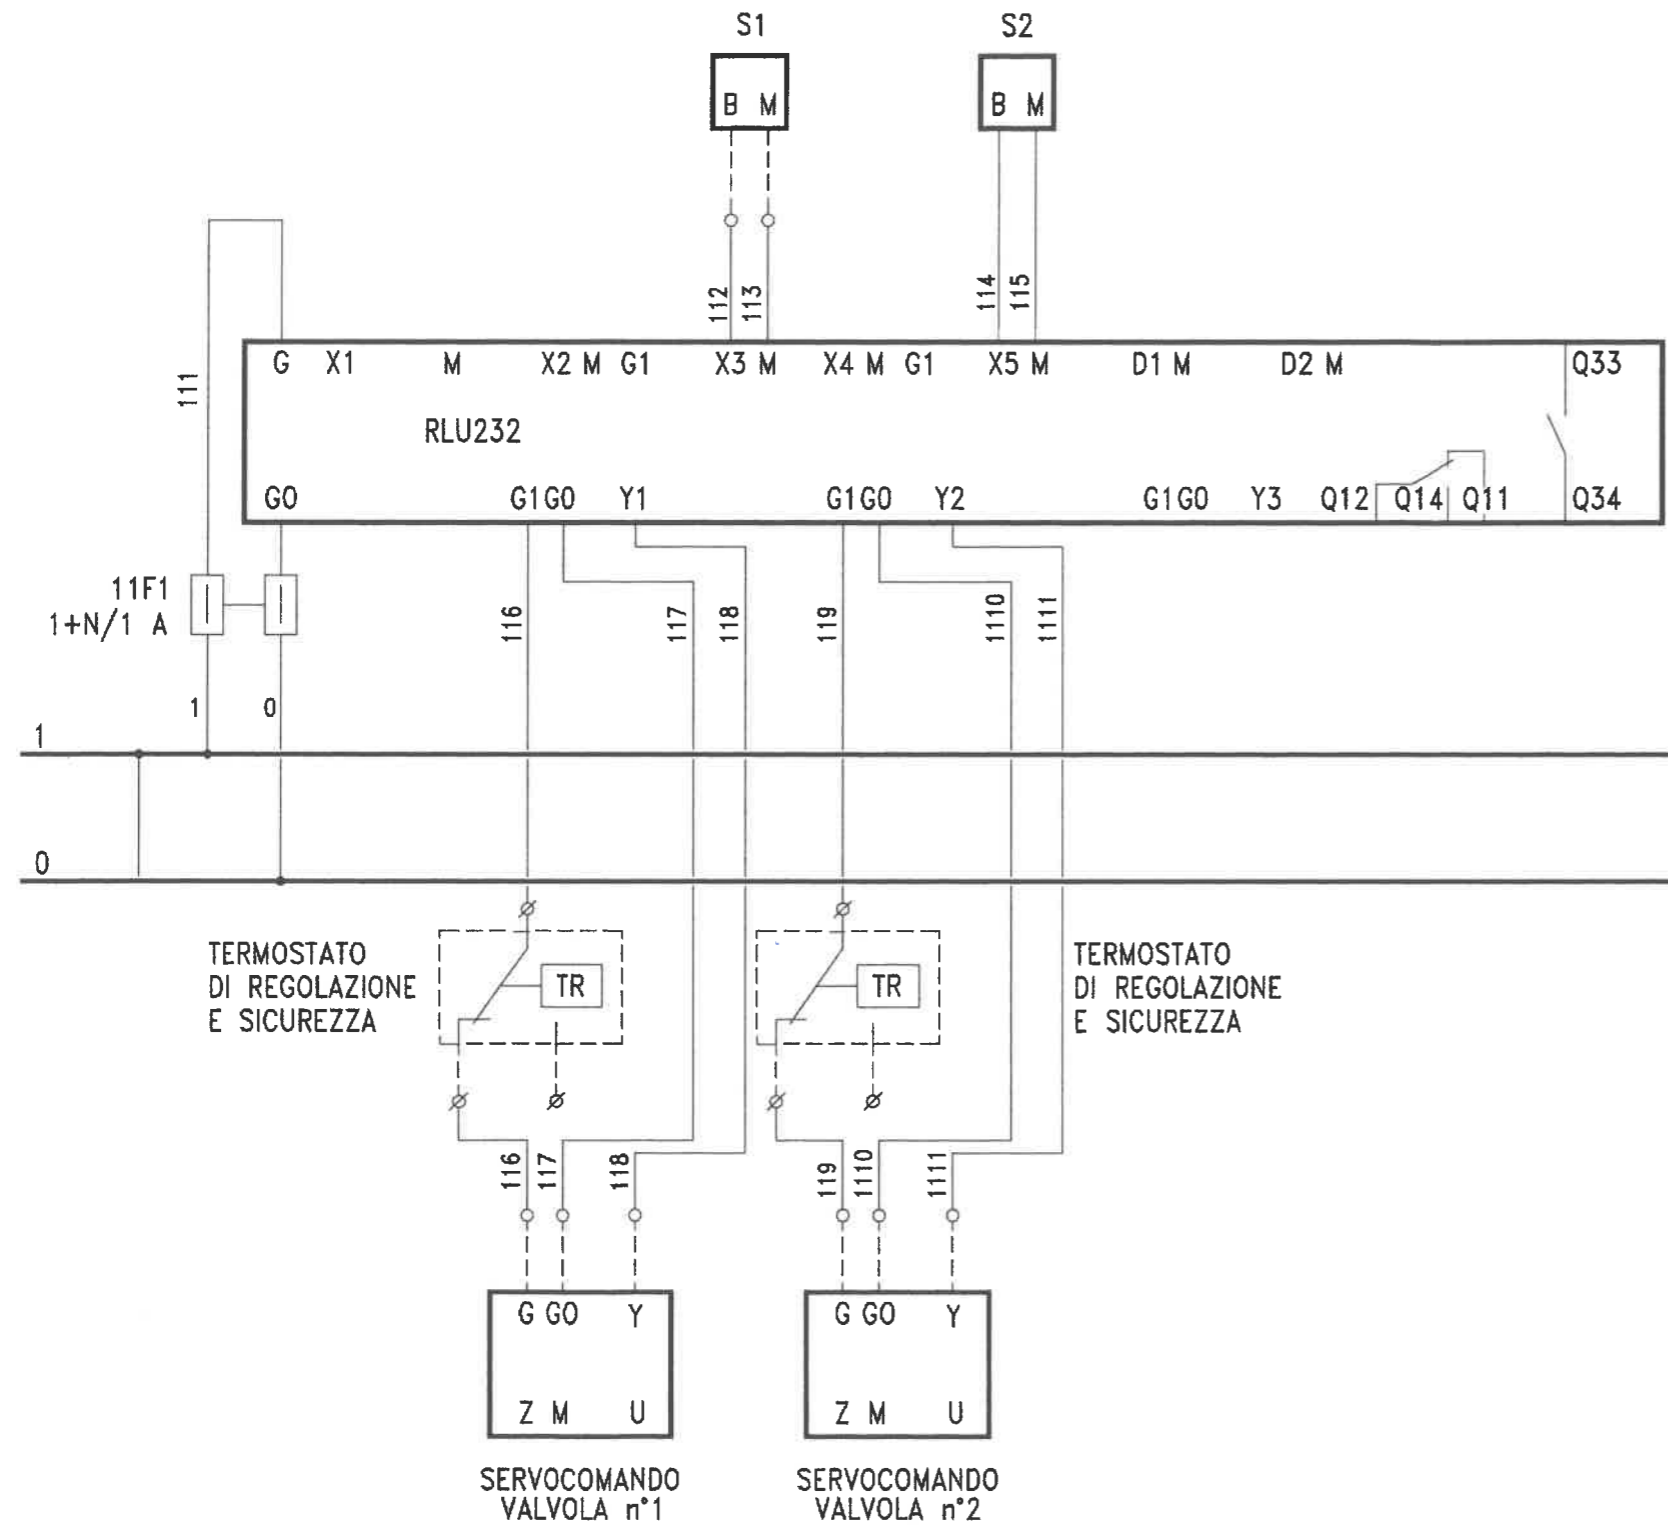 S1
S2
B M
B M
112
113
114
115
111
G X1 M X2 M G1 X3 M X4 M G1 X5 M D1 M D2 M Q33
RLU232
G0 G1 G0 Y1 G1 G0 Y2 G1 G0 Y3 Q12 Q14 Q11 Q34
11F1
1+N/1 A
116
117
118
119
1110
1111
1
0
1
0
TERMOSTATO
DI REGOLAZIONE
E SICUREZZA
TR
TR
TERMOSTATO
DI REGOLAZIONE
E SICUREZZA
116
117
118
119
1110
1111
G G0 Y
Z M U
G G0 Y
Z M U
SERVOCOMANDO
VALVOLA n°1
SERVOCOMANDO
VALVOLA n°2